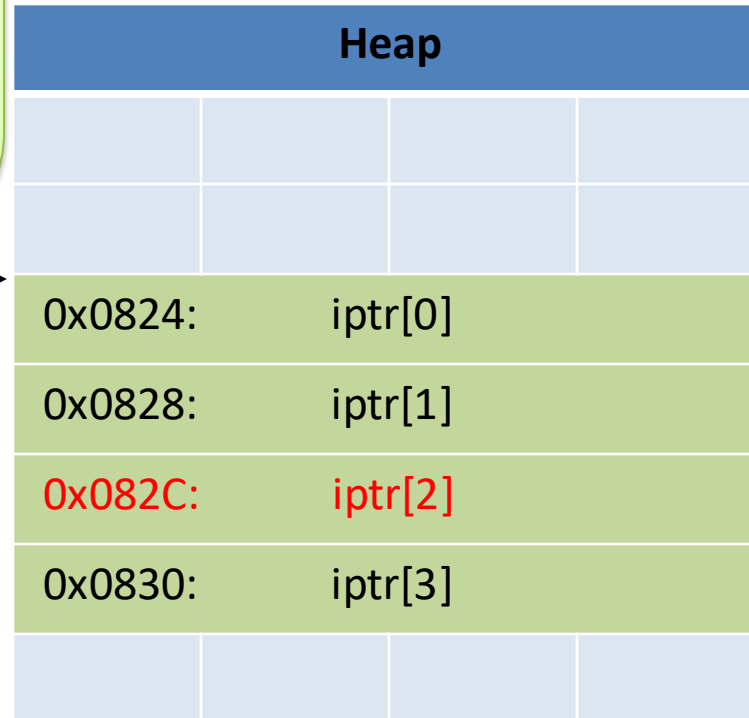 Heap
0x0824: iptr[0]
0x0828: iptr[1]
0x082C: iptr[2]
0x0830: iptr[3]